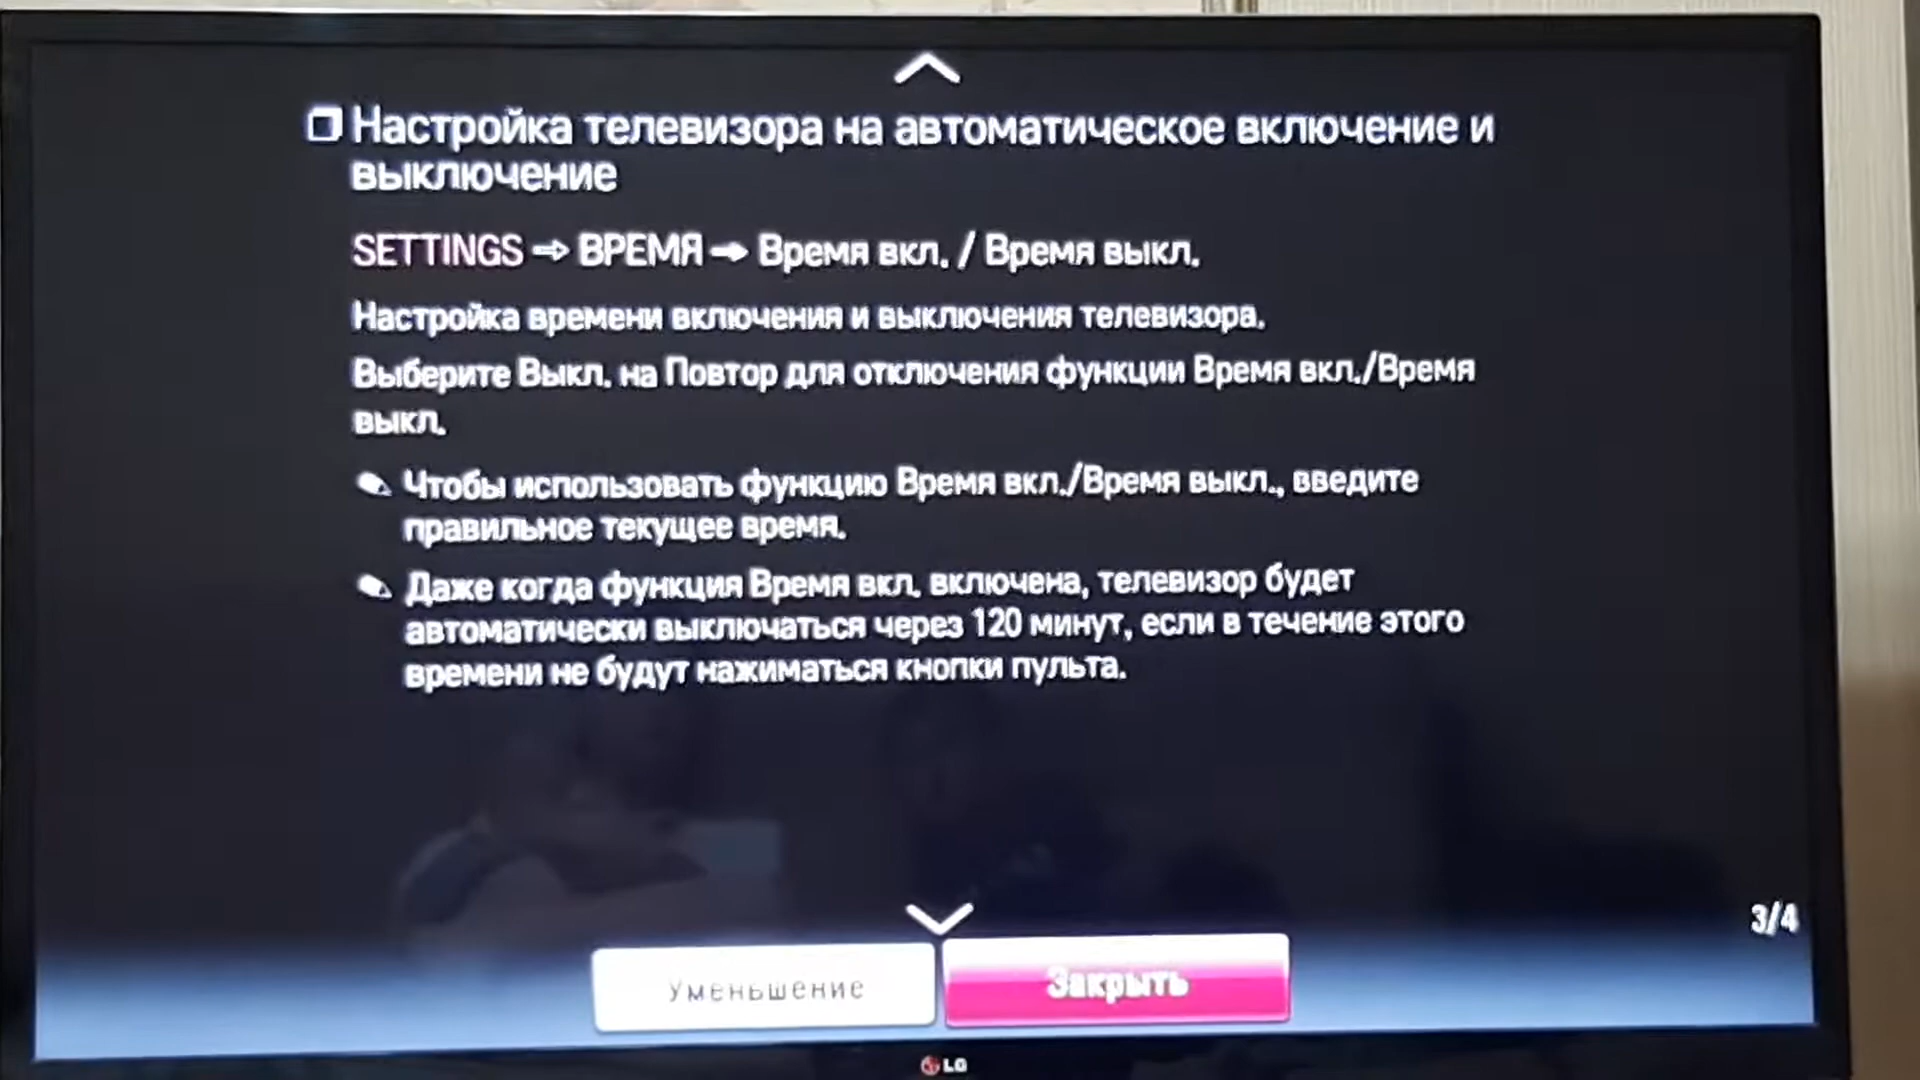 Настройка телевизора на автоматическое включение и
выключение
SETTINGS ⇨ ВРЕМЯ ➡ Время вкл. / Время выкл.
Настройка времени включения и выключения телевизора.
Выберите Выкл. на Повтор для отключения функции Время вкл./Время
выкл.
✎ Чтобы использовать функцию Время вкл./Время выкл., введите
правильное текущее время.
✎ Даже когда функция Время вкл. включена, телевизор будет
автоматически выключаться через 120 минут, если в течение этого
времени не будут нажиматься кнопки пульта.
3/4
Уменьшение
Закрыть
LG